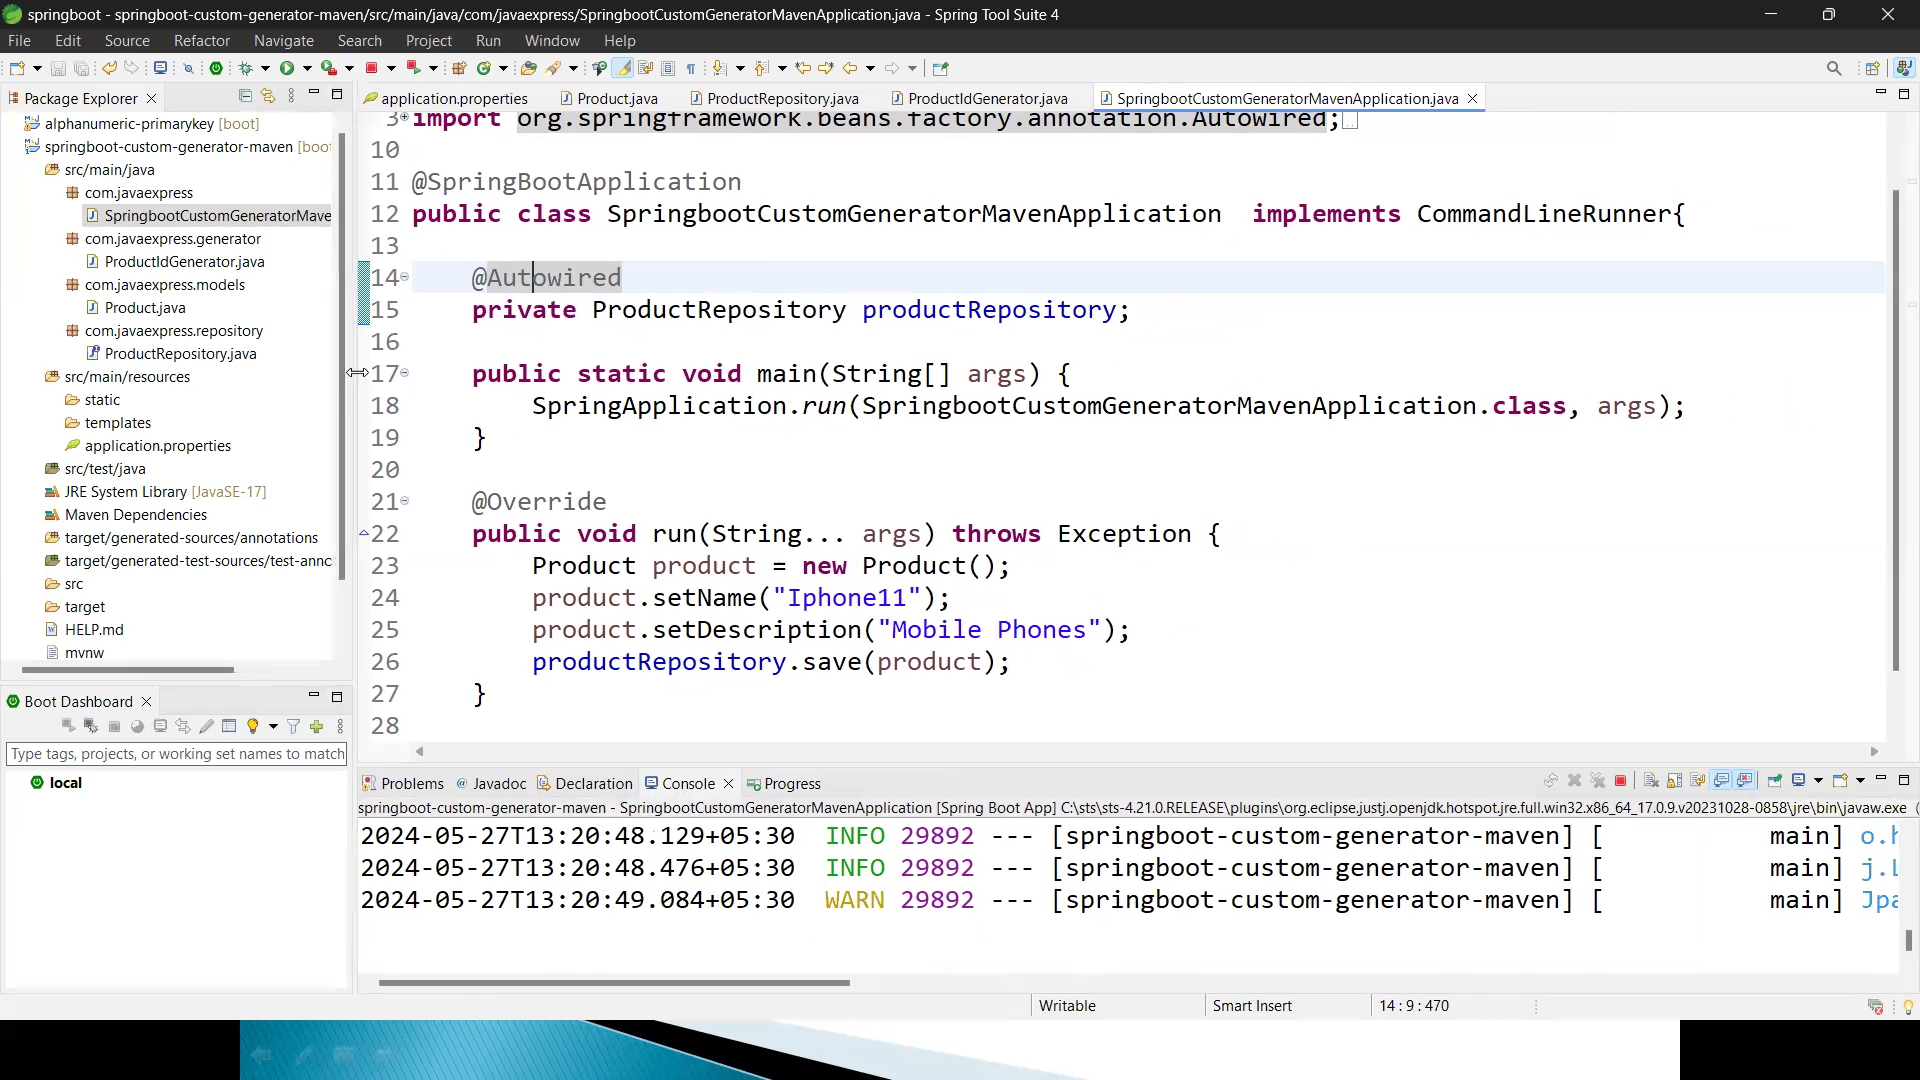 springboot - springboot-custom-generator-maven/src/main/java/com/javaexpress/SpringbootCustomGeneratorMavenApplication.java - Spring Tool Suite 4
File Edit Source Refactor Navigate Search Project Run Window Help
Package Explorer
application.properties Product.java ProductRepository.java ProductIdGenerator.java SpringbootCustomGeneratorMavenApplication.java
alphanumeric-primarykey [boot]
springboot-custom-generator-maven [boot
src/main/java
com.javaexpress
SpringbootCustomGeneratorMave
com.javaexpress.generator
ProductIdGenerator.java
com.javaexpress.models
Product.java
com.javaexpress.repository
ProductRepository.java
src/main/resources
static
templates
application.properties
src/test/java
JRE System Library [JavaSE-17]
Maven Dependencies
target/generated-sources/annotations
target/generated-test-sources/test-anno
src
target
HELP.md
mvnw
3 import org.springframework.beans.factory.annotation.Autowired;
10
11 @SpringBootApplication
12 public class SpringbootCustomGeneratorMavenApplication implements CommandLineRunner{
13
14 @Autowired
15 private ProductRepository productRepository;
16
17 public static void main(String[] args) {
18 SpringApplication.run(SpringbootCustomGeneratorMavenApplication.class, args);
19 }
20
21 @Override
22 public void run(String... args) throws Exception {
23 Product product = new Product();
24 product.setName("Iphone11");
25 product.setDescription("Mobile Phones");
26 productRepository.save(product);
27 }
28
Boot Dashboard
Type tags, projects, or working set names to match
local
Problems Javadoc Declaration Console Progress
springboot-custom-generator-maven - SpringbootCustomGeneratorMavenApplication [Spring Boot App] C:\sts\sts-4.21.0.RELEASE\plugins\org.eclipse.justj.openjdk.hotspot.jre.full.win32.x86_64_17.0.9.v20231028-0858\jre\bin\javaw.exe (
2024-05-27T13:20:48.129+05:30 INFO 29892 --- [springboot-custom-generator-maven] [ main] o.h
2024-05-27T13:20:48.476+05:30 INFO 29892 --- [springboot-custom-generator-maven] [ main] j.L
2024-05-27T13:20:49.084+05:30 WARN 29892 --- [springboot-custom-generator-maven] [ main] Jpa
Writable Smart Insert 14 : 9 : 470